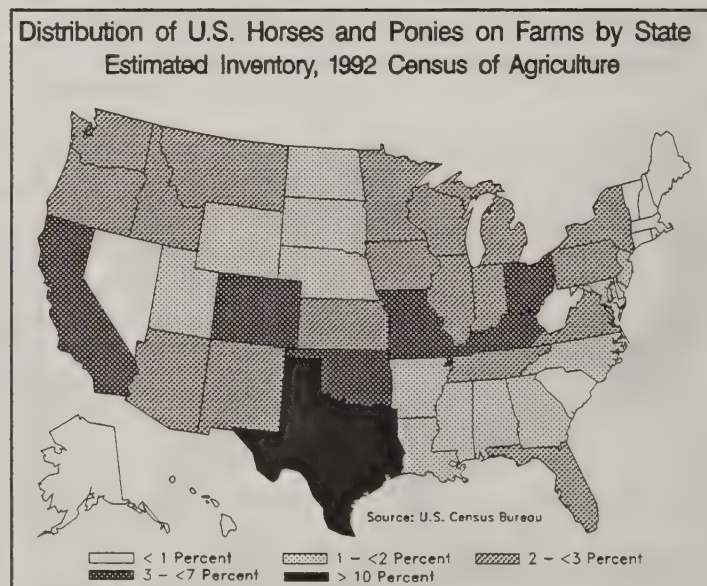 Distribution of U.S. Horses and Ponies on Farms by State
Estimated Inventory, 1992 Census of Agriculture
Source: U.S. Census Bureau
< 1 Percent
1 - <2 Percent
2 - <3 Percent
3 - <7 Percent
> 10 Percent